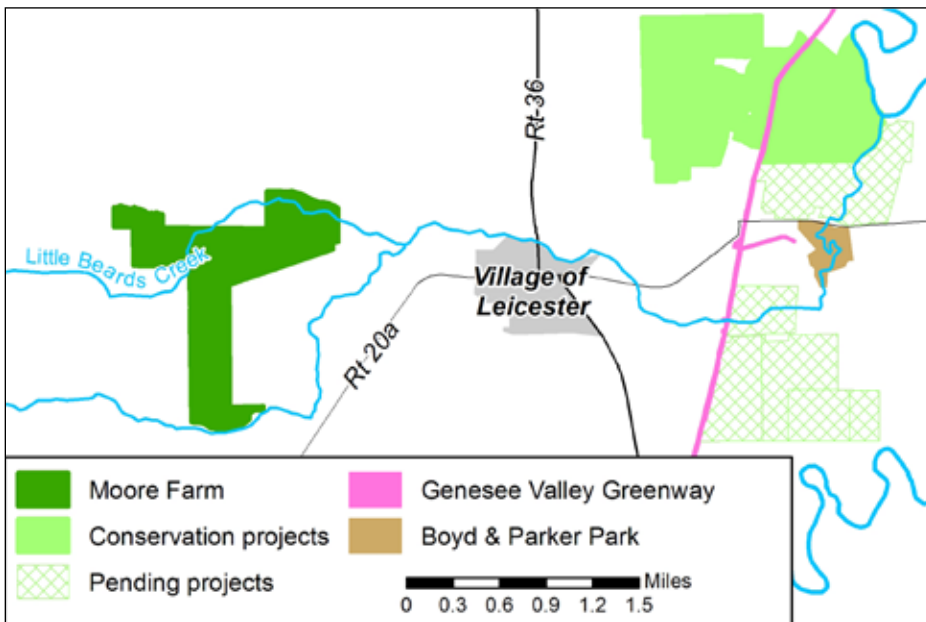 Rt-36
Little Beards Creek
Village of
Leicester
Rt-20a
Moore Farm
Genesee Valley Greenway
Conservation projects
Boyd & Parker Park
Pending projects
Miles
0 0.3 0.6 0.9 1.2 1.5